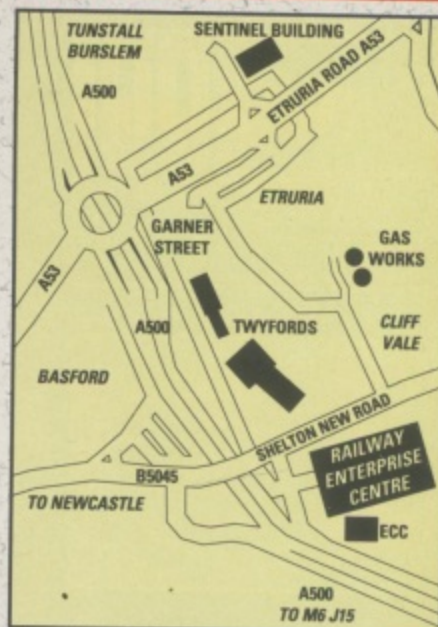 TUNSTALL
BURSLEM
SENTINEL BUILDING
A500
ETRURIA ROAD A53
A53
ETRURIA
GARNER
STREET
GAS
WORKS
A53
A500
TWYFORDS
CLIFF
VALE
BASFORD
SHELTON NEW ROAD
RAILWAY
ENTERPRISE
CENTRE
B5045
TO NEWCASTLE
ECC
A500
TO M6 J15